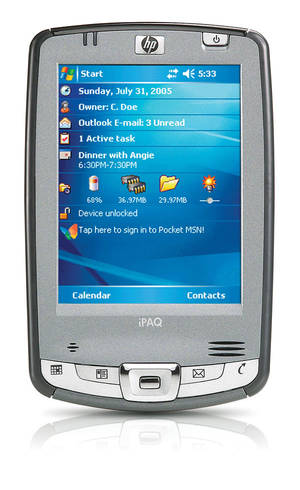 hp
Start 5:33
Sunday, July 31, 2005
Owner: C. Doe
Outlook E-mail: 3 Unread
1 Active task
Dinner with Angie
6:30PM-7:30PM
68% 36.97MB 29.97MB
Device unlocked
Tap here to sign in to Pocket MSN!
Calendar Contacts
iPAQ